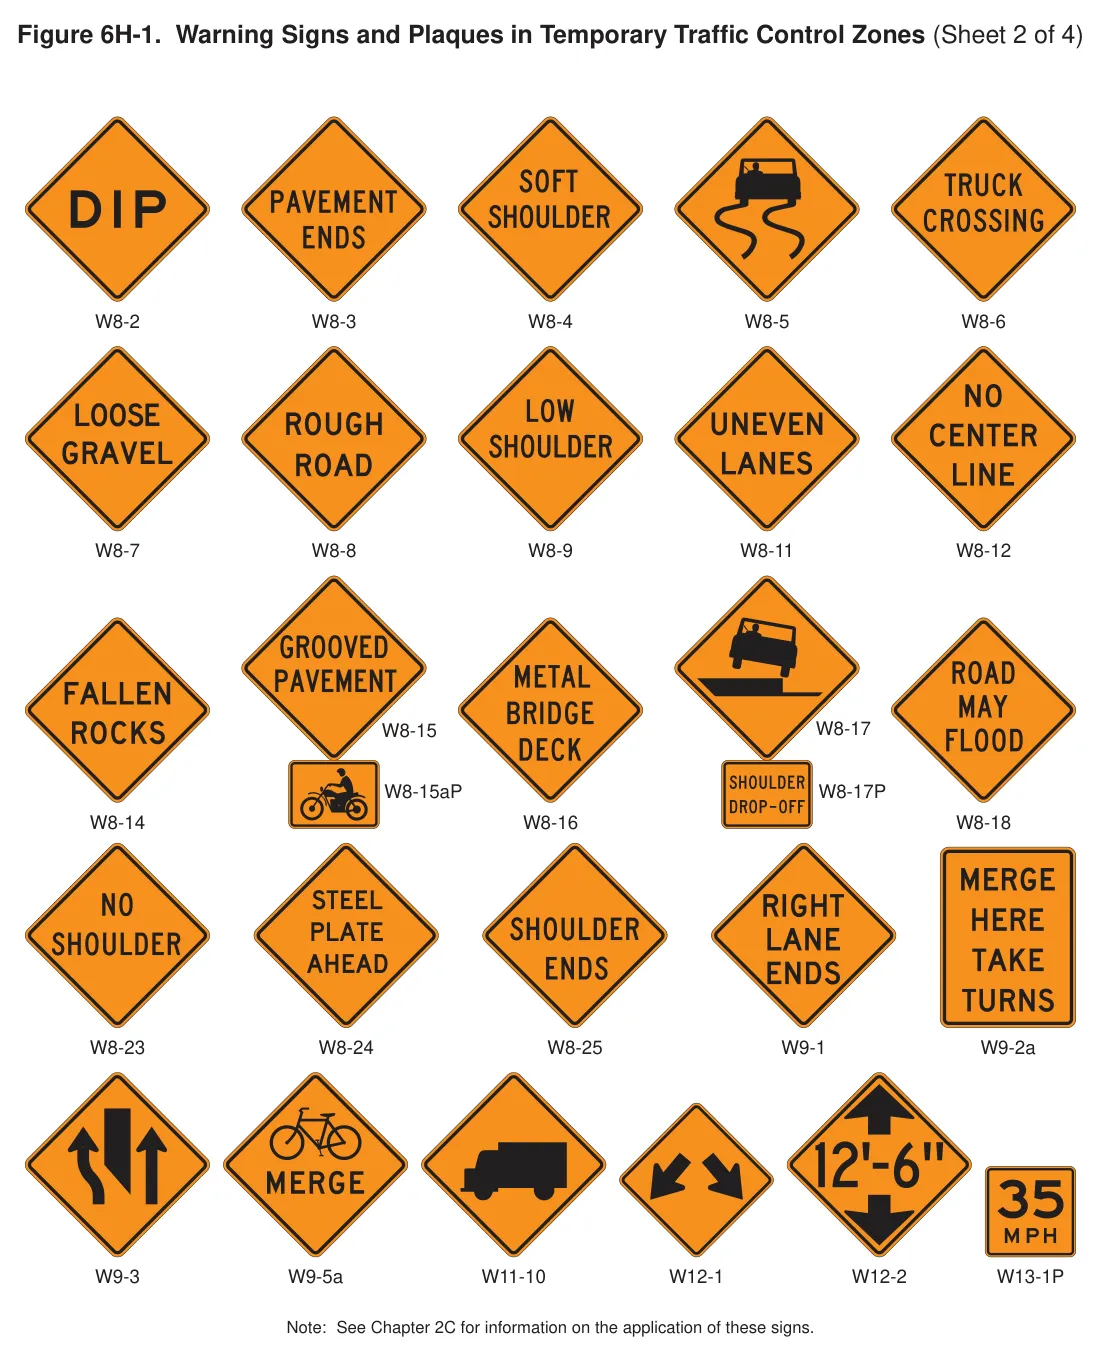 Figure 6H-1. Warning Signs and Plaques in Temporary Traffic Control Zones (Sheet 2 of 4)
DIP
W8-2
PAVEMENT
ENDS
W8-3
SOFT
SHOULDER
W8-4
W8-5
TRUCK
CROSSING
W8-6
LOOSE
GRAVEL
W8-7
ROUGH
ROAD
W8-8
LOW
SHOULDER
W8-9
UNEVEN
LANES
W8-11
NO
CENTER
LINE
W8-12
FALLEN
ROCKS
W8-14
GROOVED
PAVEMENT
W8-15
W8-15aP
METAL
BRIDGE
DECK
W8-16
W8-17
SHOULDER
DROP-OFF
W8-17P
ROAD
MAY
FLOOD
W8-18
NO
SHOULDER
W8-23
STEEL
PLATE
AHEAD
W8-24
SHOULDER
ENDS
W8-25
RIGHT
LANE
ENDS
W9-1
MERGE
HERE
TAKE
TURNS
W9-2a
W9-3
MERGE
W9-5a
W11-10
W12-1
12'-6"
W12-2
35
MPH
W13-1P
Note: See Chapter 2C for information on the application of these signs.